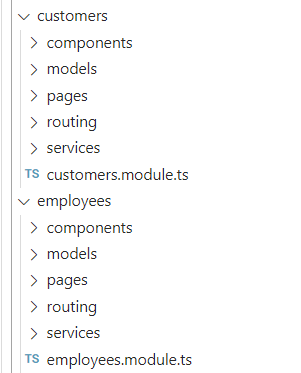 customers
components
models
pages
routing
services
TS customers.module.ts
employees
components
models
pages
routing
services
TS employees.module.ts